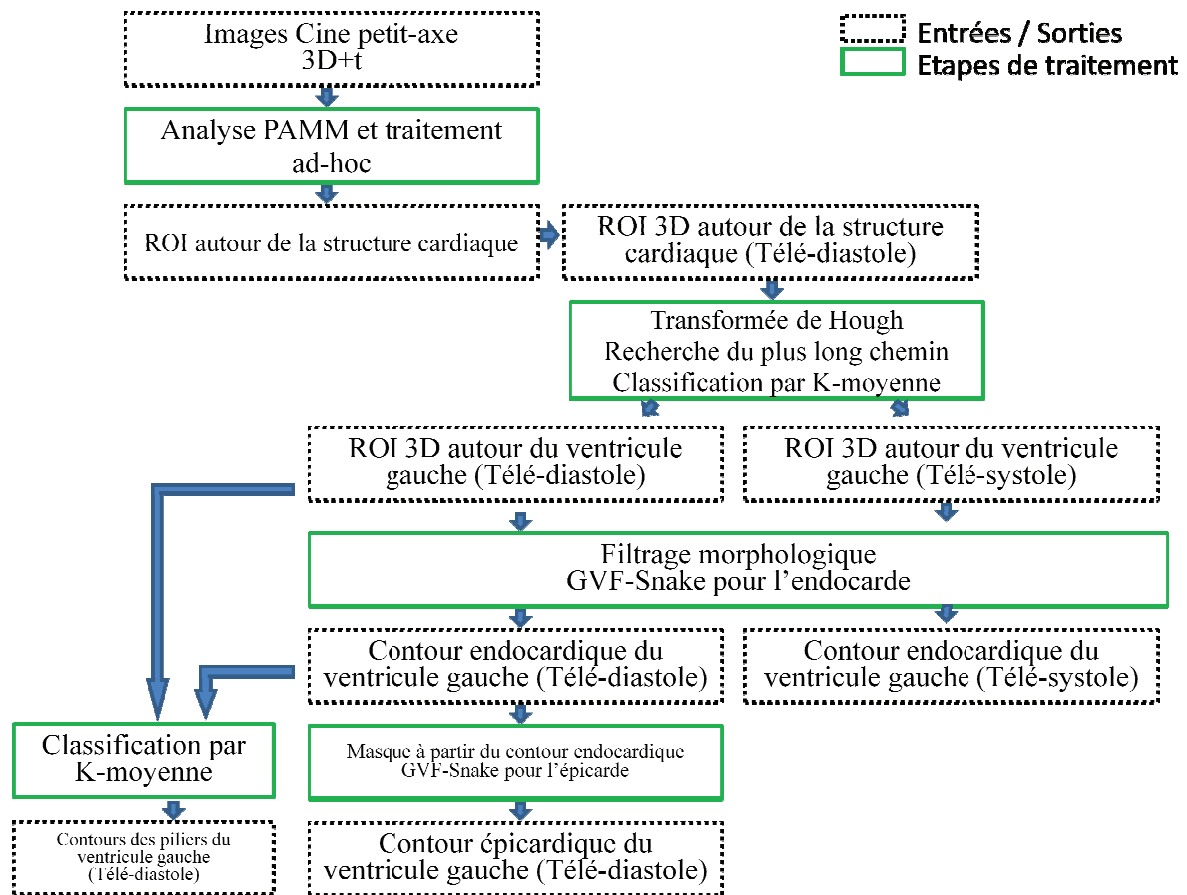 Images Cine petit-axe
3D+t
Entrées / Sorties
Etapes de traitement
Analyse PAMM et traitement
ad-hoc
ROI autour de la structure cardiaque
ROI 3D autour de la structure
cardiaque (Télé-diastole)
Transformée de Hough
Recherche du plus long chemin
Classification par K-moyenne
ROI 3D autour du ventricule
gauche (Télé-diastole)
ROI 3D autour du ventricule
gauche (Télé-systole)
Filtrage morphologique
GVF-Snake pour l'endocarde
Contour endocardique du
ventricule gauche (Télé-diastole)
Contour endocardique du
ventricule gauche (Télé-systole)
Classification par
K-moyenne
Masque à partir du contour endocardique
GVF-Snake pour l'épicarde
Contours des piliers du
ventricule gauche
(Télé-diastole)
Contour épicardique du
ventricule gauche (Télé-diastole)